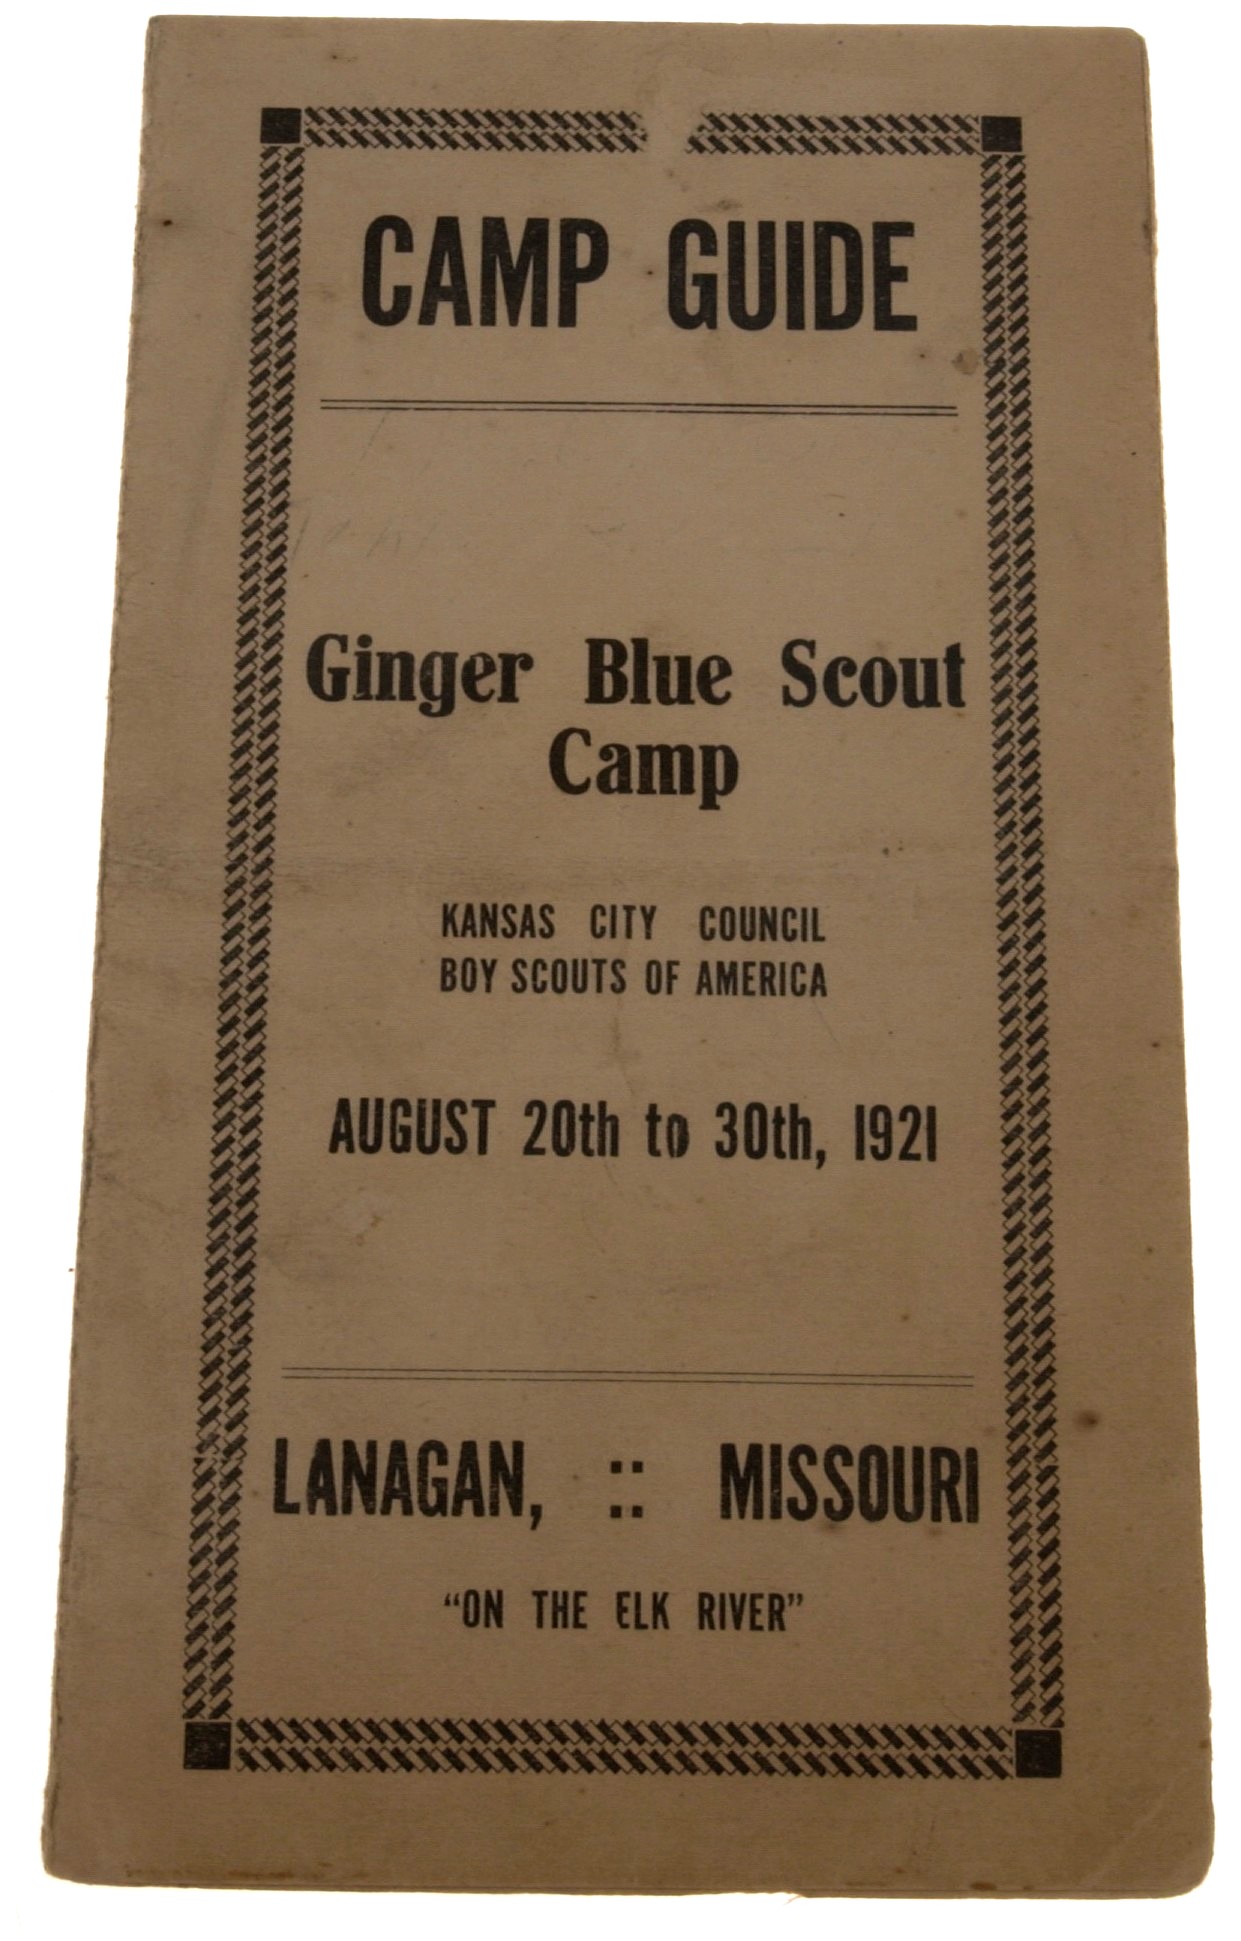 CAMP GUIDE
Ginger Blue Scout
Camp
KANSAS CITY COUNCIL
BOY SCOUTS OF AMERICA
AUGUST 20th to 30th, 1921
LANAGAN, :: MISSOURI
“ON THE ELK RIVER”